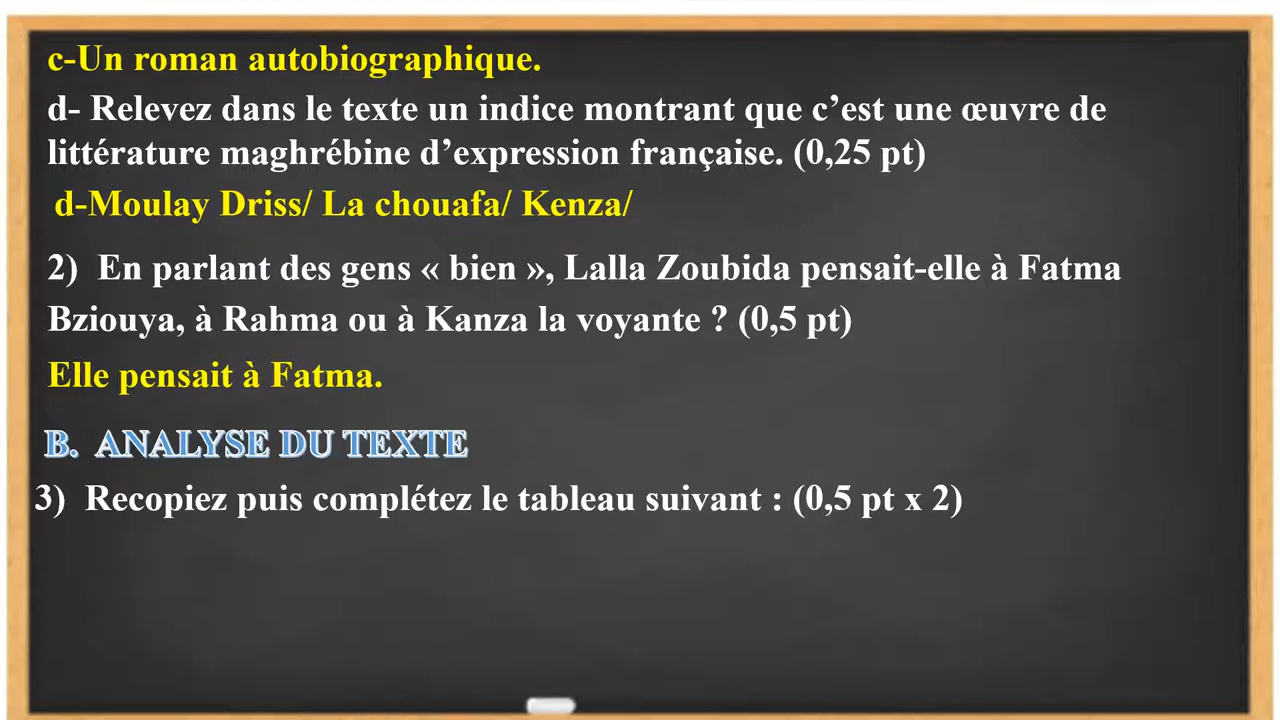 c-Un roman autobiographique.
d- Relevez dans le texte un indice montrant que c’est une œuvre de
littérature maghrébine d’expression française. (0,25 pt)
d-Moulay Driss/ La chouafa/ Kenza/
2)  En parlant des gens « bien », Lalla Zoubida pensait-elle à Fatma
Bziouya, à Rahma ou à Kanza la voyante ? (0,5 pt)
Elle pensait à Fatma.
B.  ANALYSE DU TEXTE
3)  Recopiez puis complétez le tableau suivant : (0,5 pt x 2)